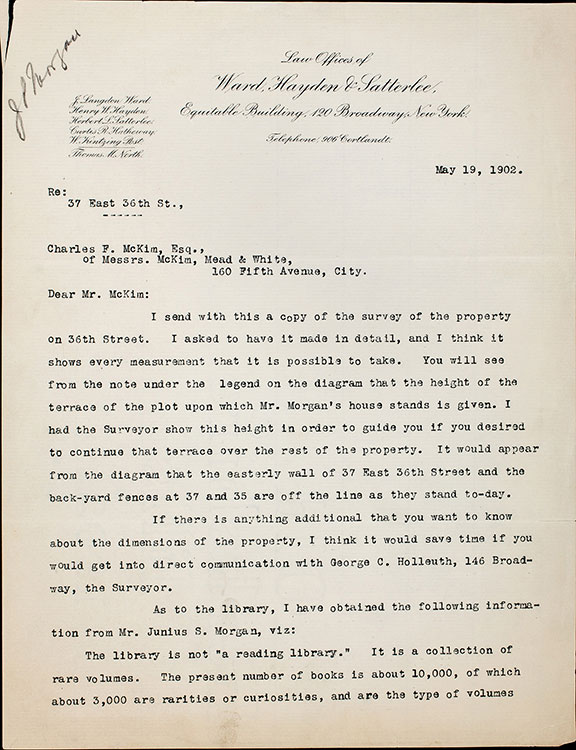 J P Morgan
Law Offices of
Ward, Hayden & Satterlee,
Equitable Building, 120 Broadway, New York.
Telephone, 906 Cortlandt.
J. Langdon Ward.
Henry W. Hayden.
Herbert L. Satterlee.
Curtis R. Hatheway.
W. Kintzing Post.
Thomas M. North.
May 19, 1902.
Re:
37 East 36th St.,
Charles F. McKim, Esq.,
of Messrs. McKim, Mead & White,
160 Fifth Avenue, City.
Dear Mr. McKim:
I send with this a copy of the survey of the property
on 36th Street. I asked to have it made in detail, and I think it
shows every measurement that it is possible to take. You will see
from the note under the legend on the diagram that the height of the
terrace of the plot upon which Mr. Morgan's house stands is given. I
had the Surveyor show this height in order to guide you if you desired
to continue that terrace over the rest of the property. It would appear
from the diagram that the easterly wall of 37 East 36th Street and the
back-yard fences at 37 and 35 are off the line as they stand to-day.
If there is anything additional that you want to know
about the dimensions of the property, I think it would save time if you
would get into direct communication with George C. Holleuth, 146 Broad-
way, the Surveyor.
As to the library, I have obtained the following informa-
tion from Mr. Junius S. Morgan, viz:
The library is not "a reading library." It is a collection of
rare volumes. The present number of books is about 10,000, of which
about 3,000 are rarities or curiosities, and are the type of volumes